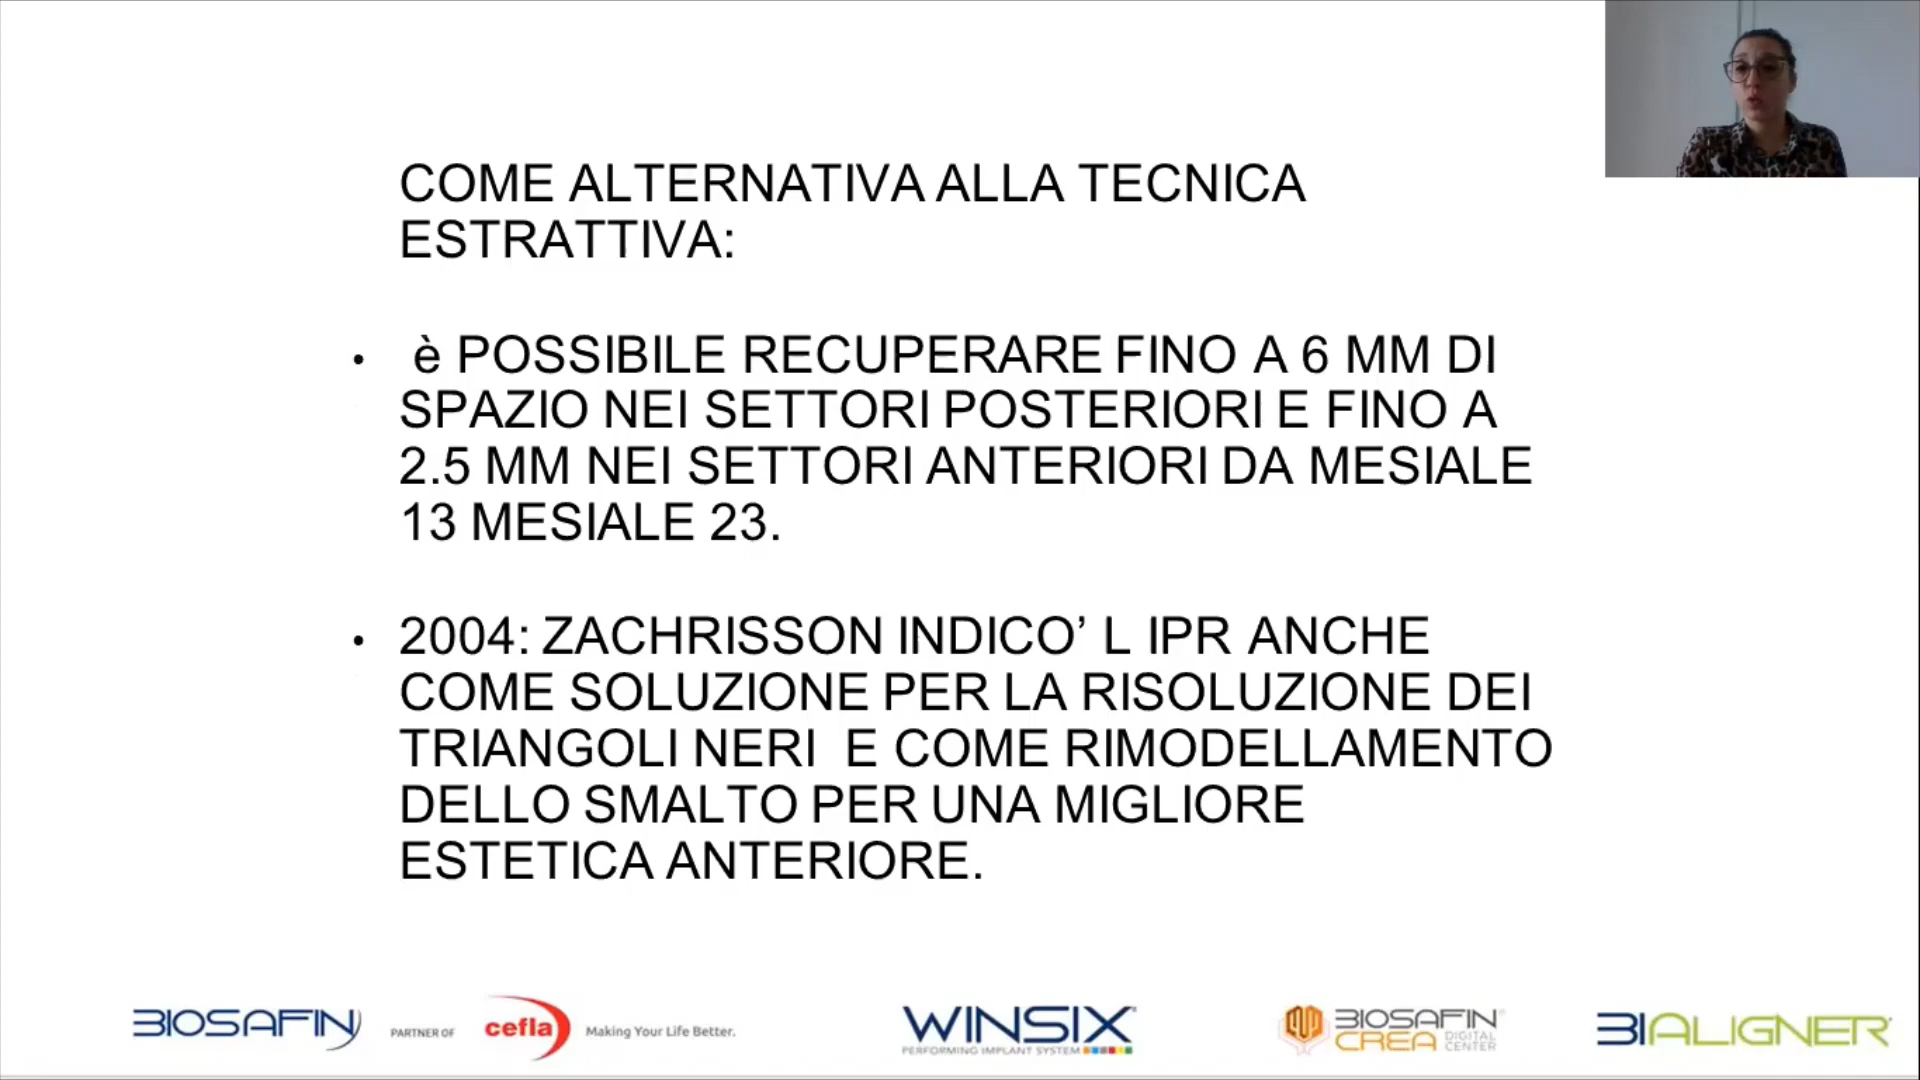 COME ALTERNATIVA ALLA TECNICA
ESTRATTIVA:
• è POSSIBILE RECUPERARE FINO A 6 MM DI
SPAZIO NEI SETTORI POSTERIORI E FINO A
2.5 MM NEI SETTORI ANTERIORI DA MESIALE
13 MESIALE 23.
• 2004: ZACHRISSON INDICO’ L IPR ANCHE
COME SOLUZIONE PER LA RISOLUZIONE DEI
TRIANGOLI NERI  E COME RIMODELLAMENTO
DELLO SMALTO PER UNA MIGLIORE
ESTETICA ANTERIORE.
BIOSAFIN
PARTNER OF
cefla
Making Your Life Better.
WINSIX
PERFORMING IMPLANT SYSTEM
BIOSAFIN
CREA
DIGITAL
CENTER
BIALIGNER